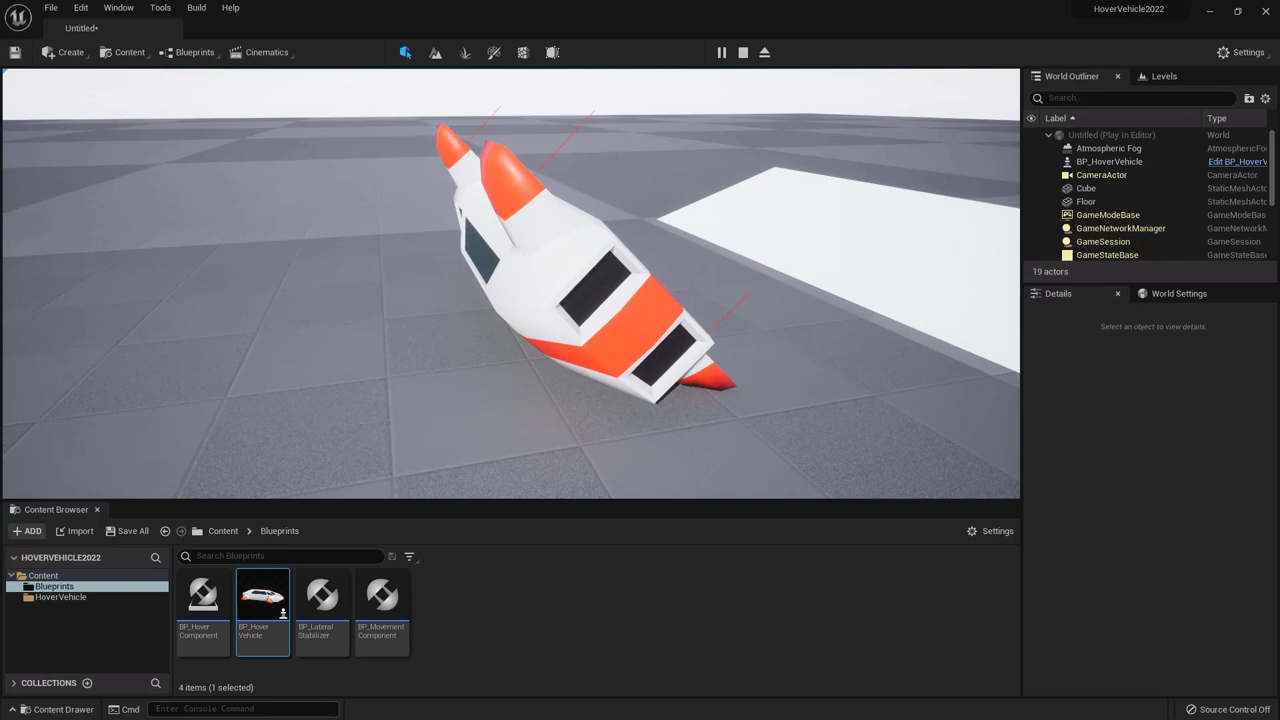 File Edit Window Tools Build Help
HoverVehicle2022
Untitled*
Create Content Blueprints Cinematics Settings
World Outliner Levels
Search...
Label Type
Untitled (Play In Editor) World
Atmospheric Fog AtmosphericFo
BP_HoverVehicle Edit BP_HoverV
CameraActor CameraActor
Cube StaticMeshActo
Floor StaticMeshActo
GameModeBase GameModeBase
GameNetworkManager GameNetworkM
GameSession GameSession
GameStateBase GameStateBase
19 actors
Details World Settings
Select an object to view details.
Content Browser
+ ADD Import Save All Content Blueprints Settings
HOVERVEHICLE2022
Search Blueprints
Content
Blueprints
HoverVehicle
BP_Hover
Component
BP_Hover
Vehicle
BP_Lateral
Stabilizer
BP_Movement
Component
COLLECTIONS
4 items (1 selected)
Content Drawer Cmd Enter Console Command Source Control Off